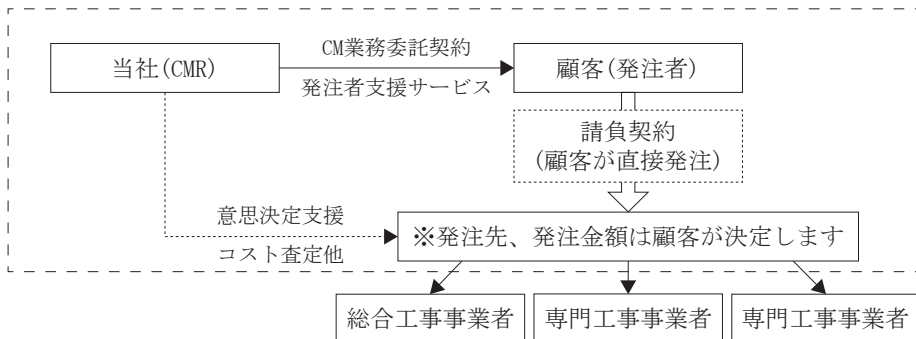 CM業務委託契約
当社(CMR)
顧客(発注者)
発注者支援サービス
請負契約
(顧客が直接発注)
意思決定支援
※発注先、発注金額は顧客が決定します
コスト査定他
総合工事事業者
専門工事事業者
専門工事事業者